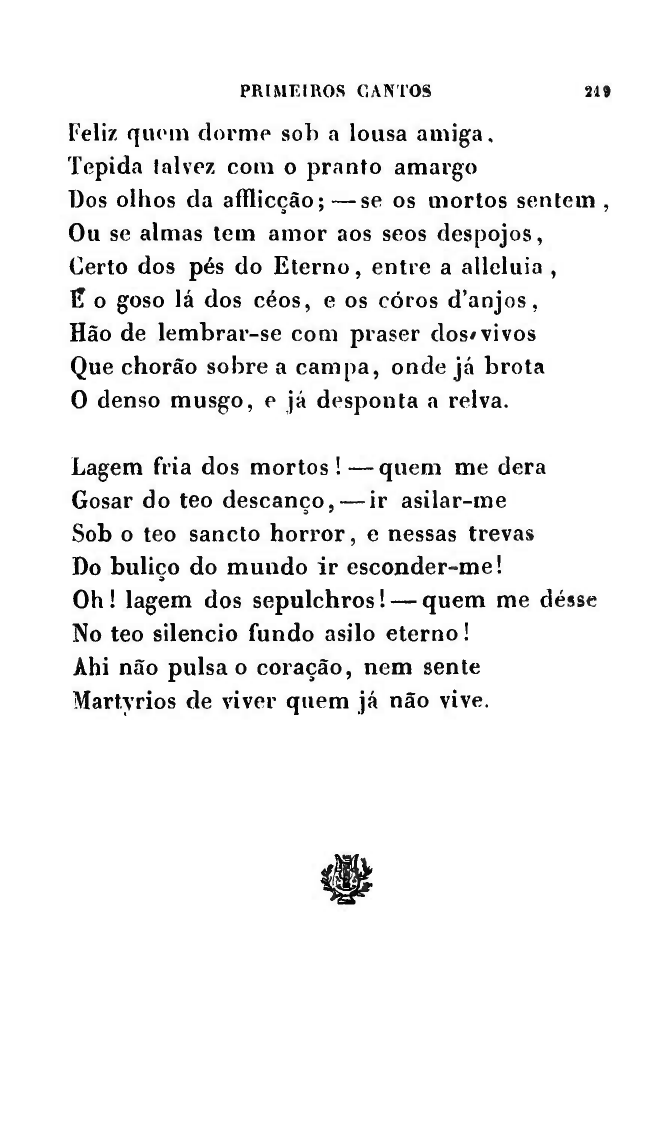 PRIMEIROS CANTOS 219
Feliz quem dorme sob a lousa amiga,
Tepida talvez com o pranto amargo
Dos olhos da afflicção; — se os mortos sentem,
Ou se almas tem amor aos seos despojos,
Certo dos pés do Eterno, entre a alleluia,
E o goso lá dos céos, e os córos d'anjos,
Hão de lembrar-se com praser dos vivos
Que chorão sobre a campa, onde já brota
O denso musgo, e já desponta a relva.

Lagem fria dos mortos! — quem me dera
Gosar do teo descanço, — ir asilar-me
Sob o teo sancto horror, e nessas trevas
Do buliço do mundo ir esconder-me!
Oh! lagem dos sepulchros! — quem me désse
No teo silencio fundo asilo eterno!
Ahi não pulsa o coração, nem sente
Martyrios de viver quem já não vive.